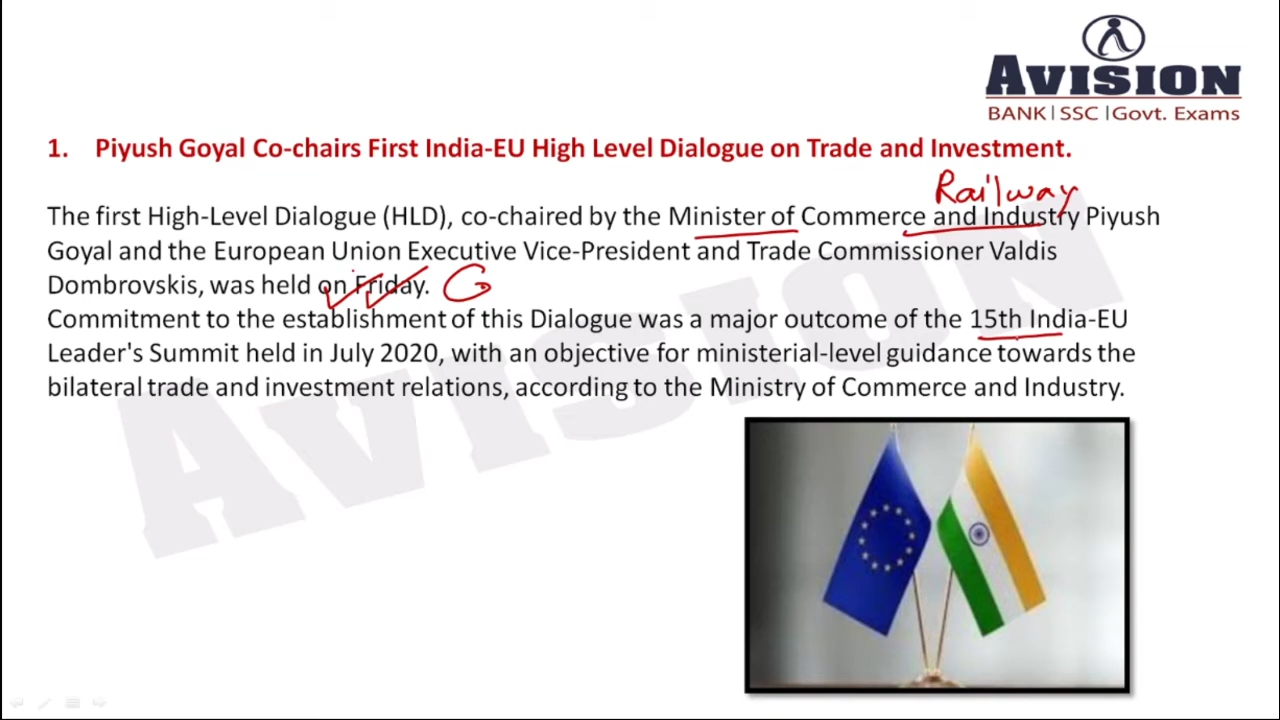 AVISION
BANK | SSC | Govt. Exams
1. Piyush Goyal Co-chairs First India-EU High Level Dialogue on Trade and Investment.
Railway
The first High-Level Dialogue (HLD), co-chaired by the Minister of Commerce and Industry Piyush
Goyal and the European Union Executive Vice-President and Trade Commissioner Valdis
Dombrovskis, was held on Friday.
Commitment to the establishment of this Dialogue was a major outcome of the 15th India-EU
Leader's Summit held in July 2020, with an objective for ministerial-level guidance towards the
bilateral trade and investment relations, according to the Ministry of Commerce and Industry.
AVISION